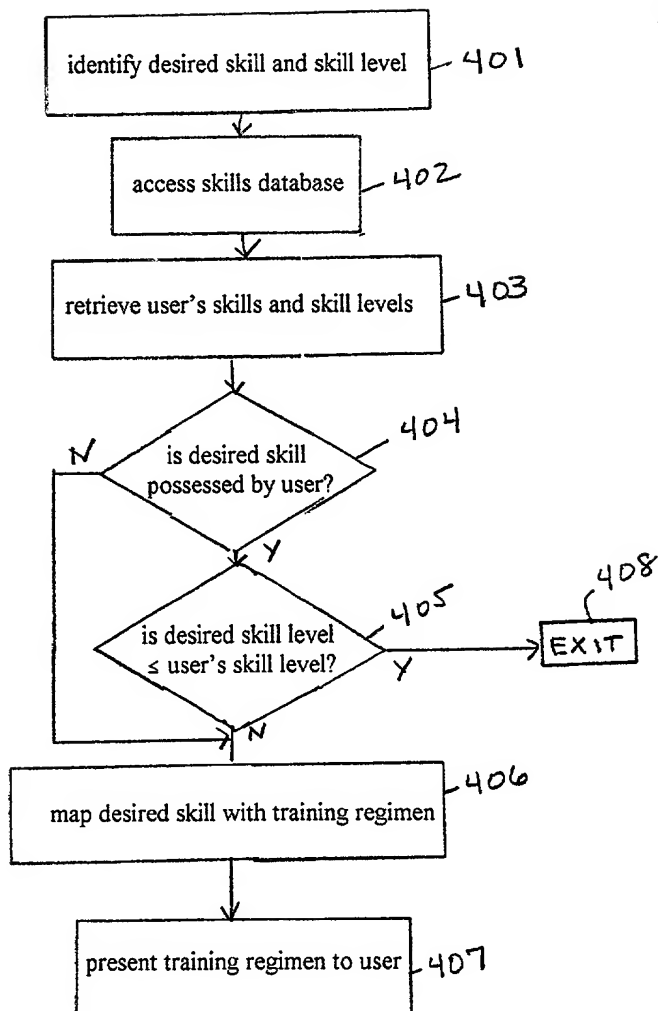 identify desired skill and skill level
401
access skills database
402
retrieve user's skills and skill levels
403
is desired skill
possessed by user?
404
N
Y
is desired skill level
≤ user's skill level?
405
Y
408
EXIT
N
map desired skill with training regimen
406
present training regimen to user
407